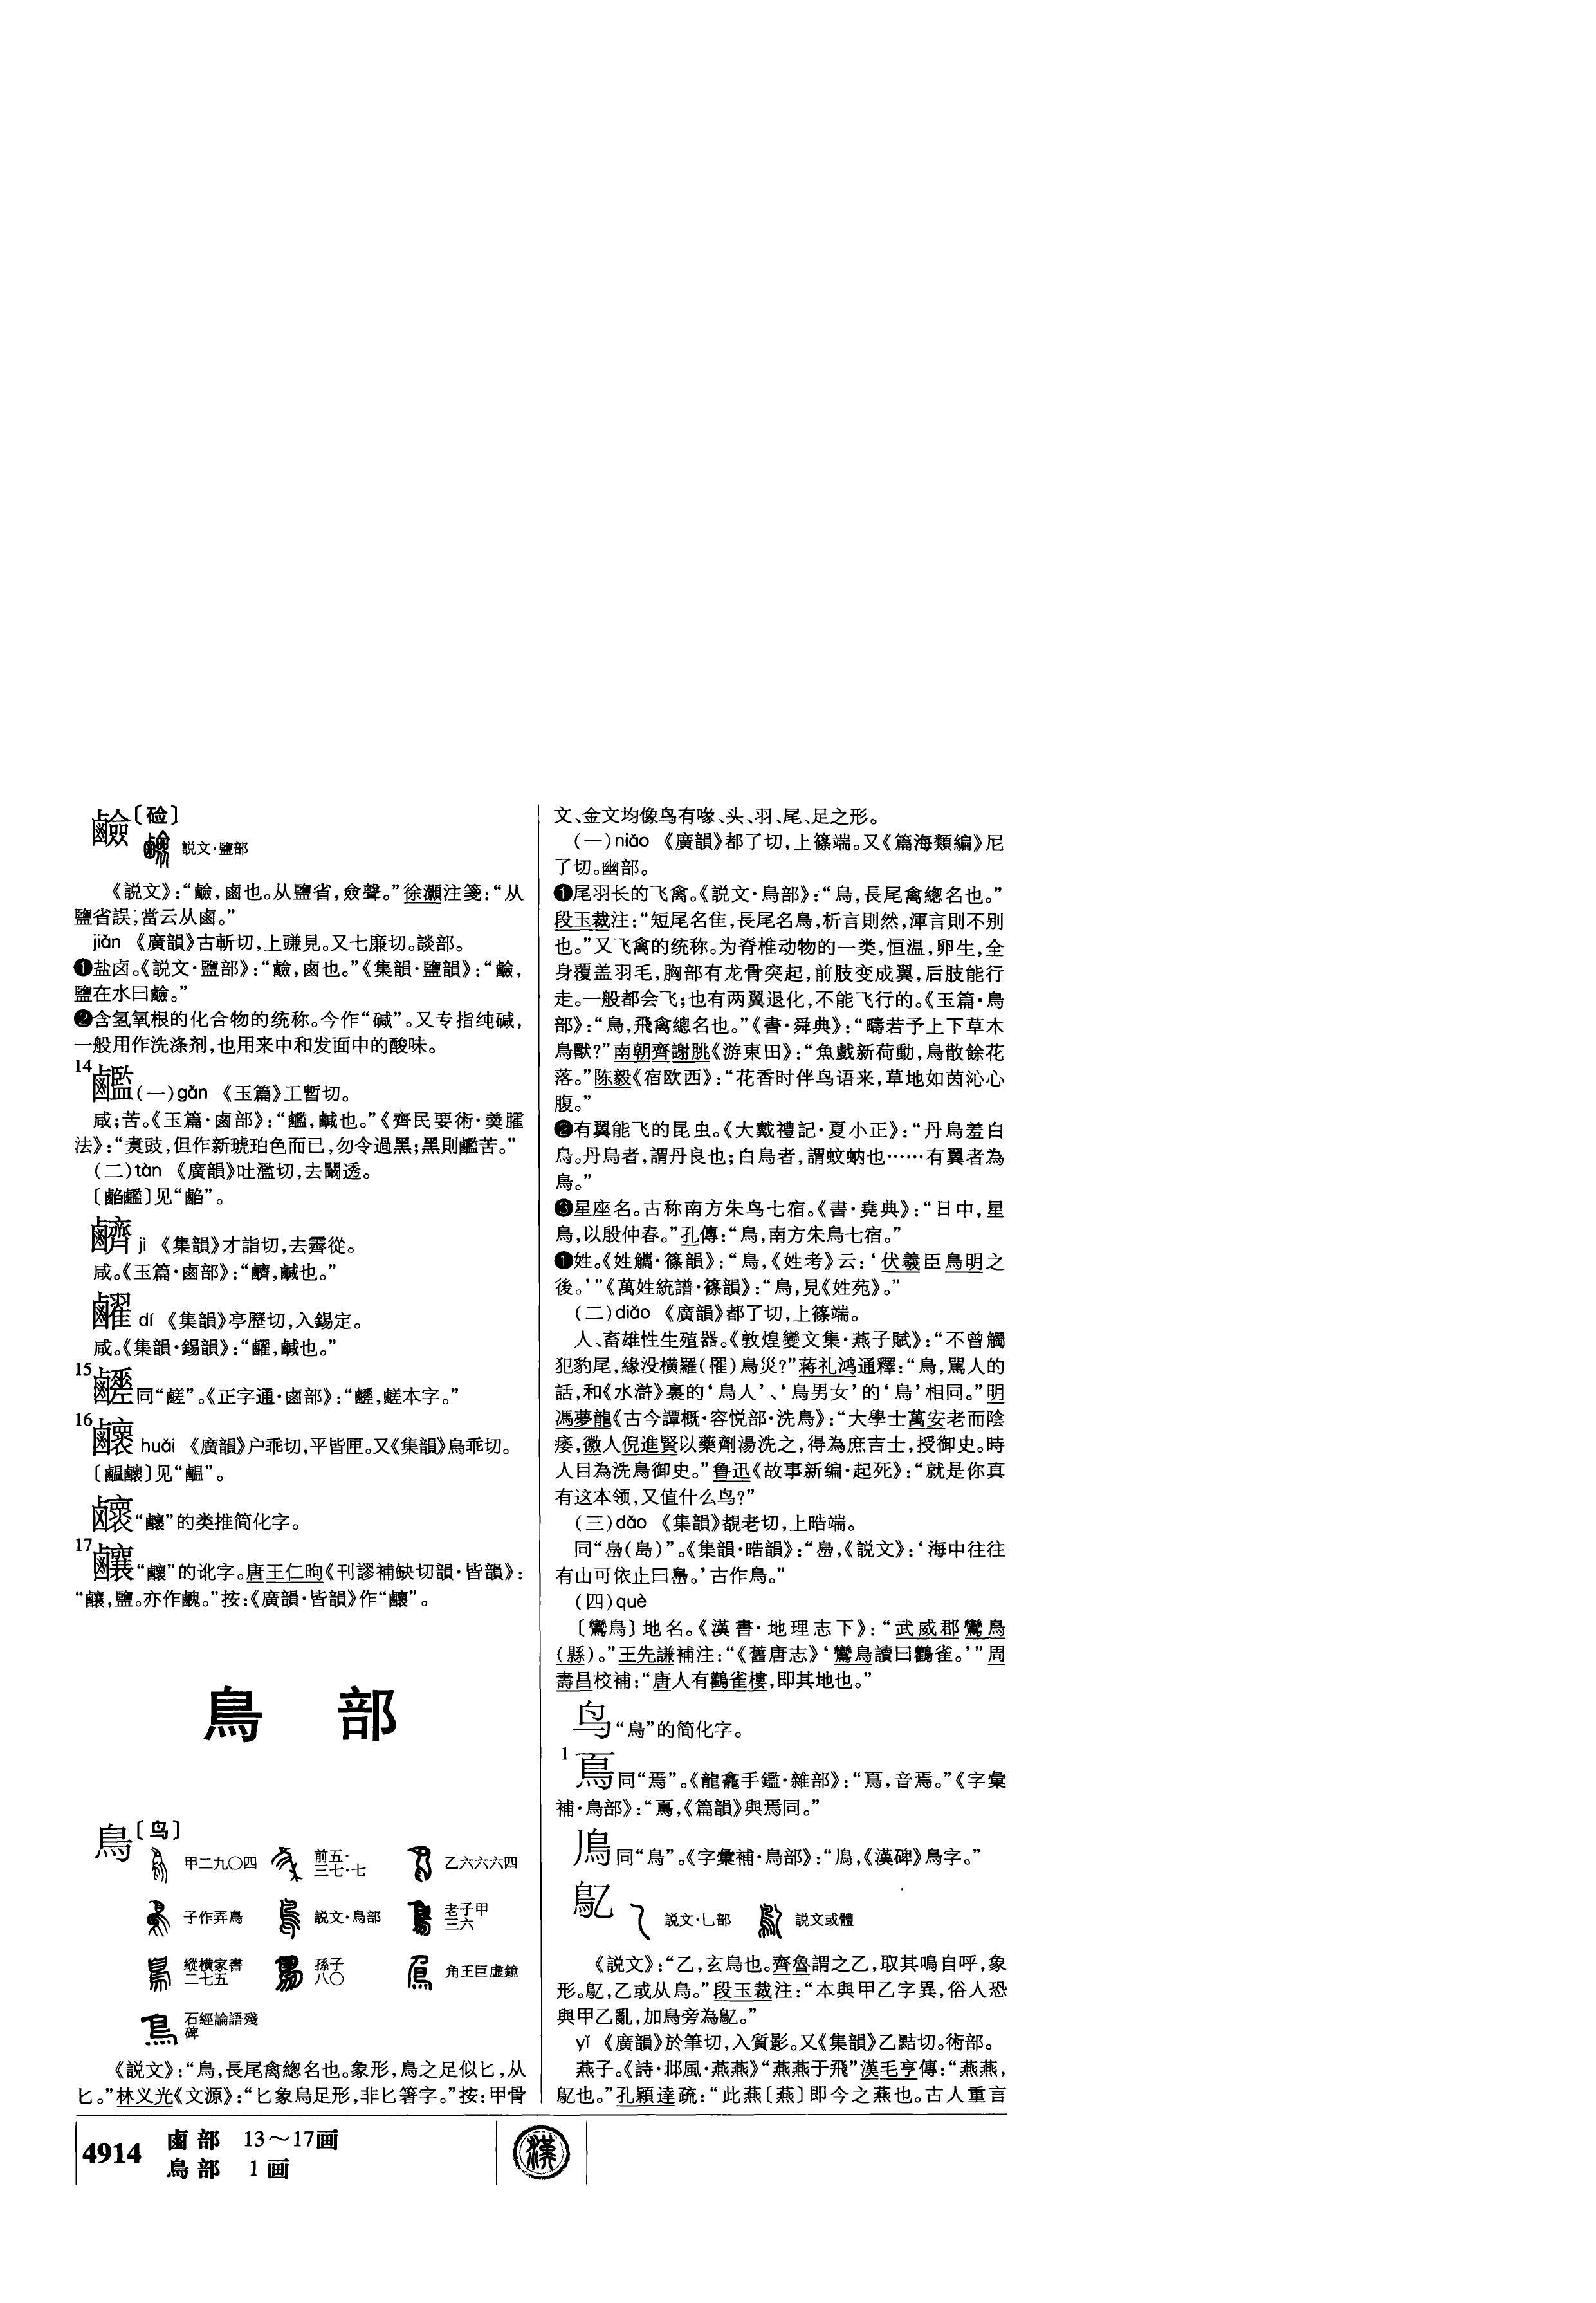 鹼〔硷〕
説文·鹽部
《説文》：“鹼，鹵也。从鹽省，僉聲。”徐灝注箋：“从
鹽省誤，當云从鹵。”
jiǎn 《廣韻》古斬切，上豏見。又七廉切。談部。
❶盐卤。《説文·鹽部》：“鹼，鹵也。”《集韻·鹽韻》：“鹼，
鹽在水曰鹼。”
❷含氢氧根的化合物的统称。今作“碱”。又专指纯碱，
一般用作洗涤剂，也用来中和发面中的酸味。
14
(一)gǎn 《玉篇》工暫切。
咸；苦。《玉篇·鹵部》：“，鹹也。”《齊民要術·羹臛
法》：“煑豉，但作新琥珀色而已，勿令過黑；黑則苦。”
(二)tàn 《廣韻》吐濫切，去闞透。
〔〕见“”。
jì 《集韻》才詣切，去霽從。
咸。《玉篇·鹵部》：“，鹹也。”
dí 《集韻》亭歷切，入錫定。
咸。《集韻·錫韻》：“，鹹也。”
15
同“鹺”。《正字通·鹵部》：“，鹺本字。”
16
huǎi 《廣韻》户乖切，平皆匣。又《集韻》烏乖切。
〔〕见“”。
“”的类推简化字。
17
“”的讹字。唐王仁昫《刊謬補缺切韻·皆韻》：
“，鹽。亦作。”按：《廣韻·皆韻》作“”。
鳥 部
鳥〔鸟〕
甲二九〇四 前五·三七·七 乙六六六四
子作弄鳥 説文·鳥部 老子甲三六
縱横家書二七五 孫子八〇 角王巨虚鏡
石經論語殘碑
《説文》：“鳥，長尾禽緫名也。象形，鳥之足似匕，从
匕。”林义光《文源》：“匕象鳥足形，非匕箸字。”按：甲骨
文、金文均像鸟有喙、头、羽、尾、足之形。
(一)niǎo 《廣韻》都了切，上篠端。又《篇海類編》尼
了切。幽部。
❶尾羽长的飞禽。《説文·鳥部》：“鳥，長尾禽緫名也。”
段玉裁注：“短尾名隹，長尾名鳥，析言則然，渾言則不别
也。”又飞禽的统称。为脊椎动物的一类，恒温，卵生，全
身覆盖羽毛，胸部有龙骨突起，前肢变成翼，后肢能行
走。一般都会飞；也有两翼退化，不能飞行的。《玉篇·鳥
部》：“鳥，飛禽總名也。”《書·舜典》：“疇若予上下草木
鳥獸？”南朝齊謝朓《游東田》：“魚戲新荷動，鳥散餘花
落。”陈毅《宿欧西》：“花香时伴鸟语来，草地如茵沁心
腹。”
❷有翼能飞的昆虫。《大戴禮記·夏小正》：“丹鳥羞白
鳥。丹鳥者，謂丹良也；白鳥者，謂蚊蚋也……有翼者為
鳥。”
❸星座名。古称南方朱鸟七宿。《書·堯典》：“日中，星
鳥，以殷仲春。”孔傳：“鳥，南方朱鳥七宿。”
❶姓。《姓觿·篠韻》：“鳥，《姓考》云：‘伏羲臣鳥明之
後。’”《萬姓統譜·篠韻》：“鳥，見《姓苑》。”
(二)diǎo 《廣韻》都了切，上篠端。
人、畜雄性生殖器。《敦煌變文集·燕子賦》：“不曾觸
犯豹尾，緣没横羅(罹)鳥災？”蒋礼鸿通釋：“鳥，駡人的
話，和《水滸》裏的‘鳥人’、‘鳥男女’的‘鳥’相同。”明
馮夢龍《古今譚概·容悦部·洗鳥》：“大學士萬安老而陰
痿，徽人倪進賢以藥劑湯洗之，得為庶吉士，授御史。時
人目為洗鳥御史。”鲁迅《故事新编·起死》：“就是你真
有这本领，又值什么鸟？”
(三)dǎo 《集韻》覩老切，上晧端。
同“㠀(島)”。《集韻·晧韻》：“㠀，《説文》：‘海中往往
有山可依止曰㠀。’古作鳥。”
(四)què
〔鸞鳥〕地名。《漢書·地理志下》：“武威郡鸞鳥
(縣)。”王先謙補注：“《舊唐志》‘鸞鳥讀曰鸛雀。’”周
壽昌校補：“唐人有鸛雀樓，即其地也。”
鸟“鳥”的简化字。
1
同“焉”。《龍龕手鑑·雜部》：“，音焉。”《字彙
補·鳥部》：“，《篇韻》與焉同。”
同“鳥”。《字彙補·鳥部》：“，《漢碑》鳥字。”
鳦
説文·乚部 説文或體
《説文》：“乙，玄鳥也。齊魯謂之乙，取其鳴自呼，象
形。鳦，乙或从鳥。”段玉裁注：“本與甲乙字異，俗人恐
與甲乙亂，加鳥旁為鳦。”
yǐ 《廣韻》於筆切，入質影。又《集韻》乙黠切。術部。
燕子。《詩·邶風·燕燕》“燕燕于飛”漢毛亨傳：“燕燕，
鳦也。”孔穎達疏：“此燕〔燕〕即今之燕也。古人重言
4914 鹵部 13～17画
鳥部 1画
漢